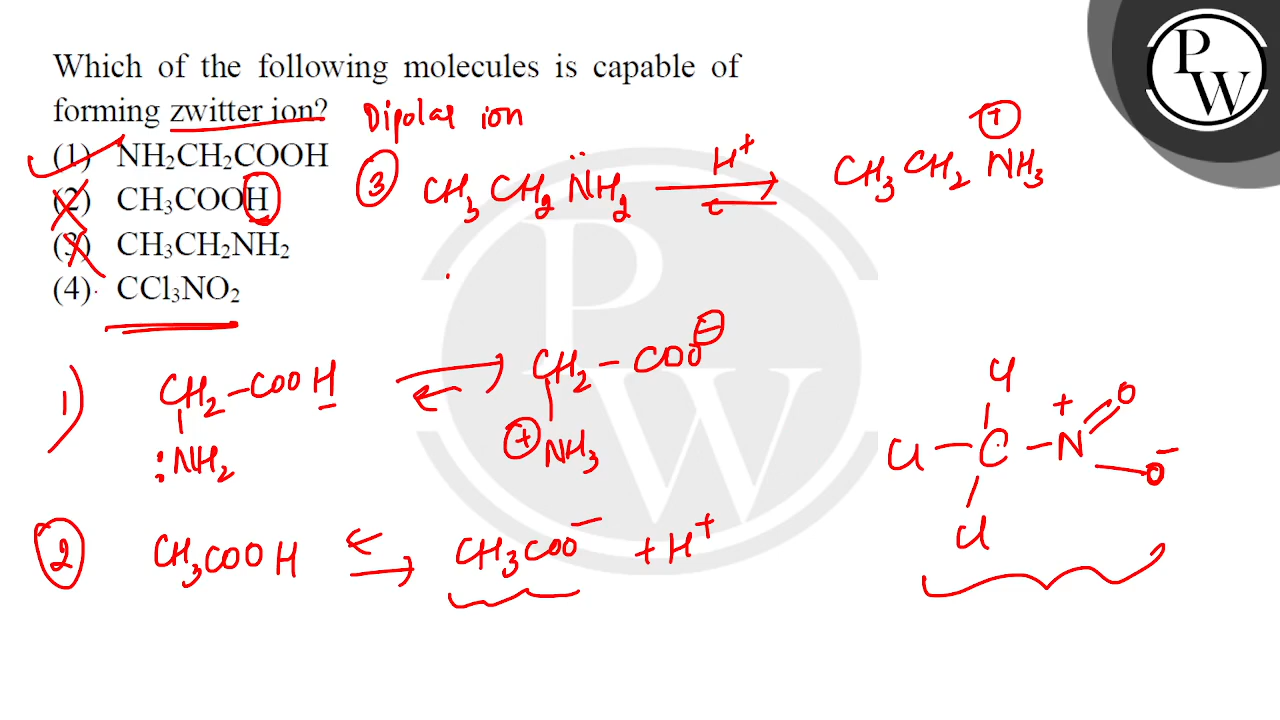 Which of the following molecules is capable of
forming zwitter ion? Dipolar ion
(1) NH₂CH₂COOH
(2) CH₃COOH
(3) CH₃CH₂NH₂
(4) CCl₃NO₂
③ CH₃ CH₂ N̈H₂ H⁺ CH₃ CH₂ NH₃ ⊕
1) CH₂-COOH ⇌ CH₂-COO ⊖
:NH₂ ⊕ NH₃
② CH₃COOH ⇌ CH₃COO⁻ + H⁺
Cl
Cl - C - N + = O
O⁻
Cl
PW
PW